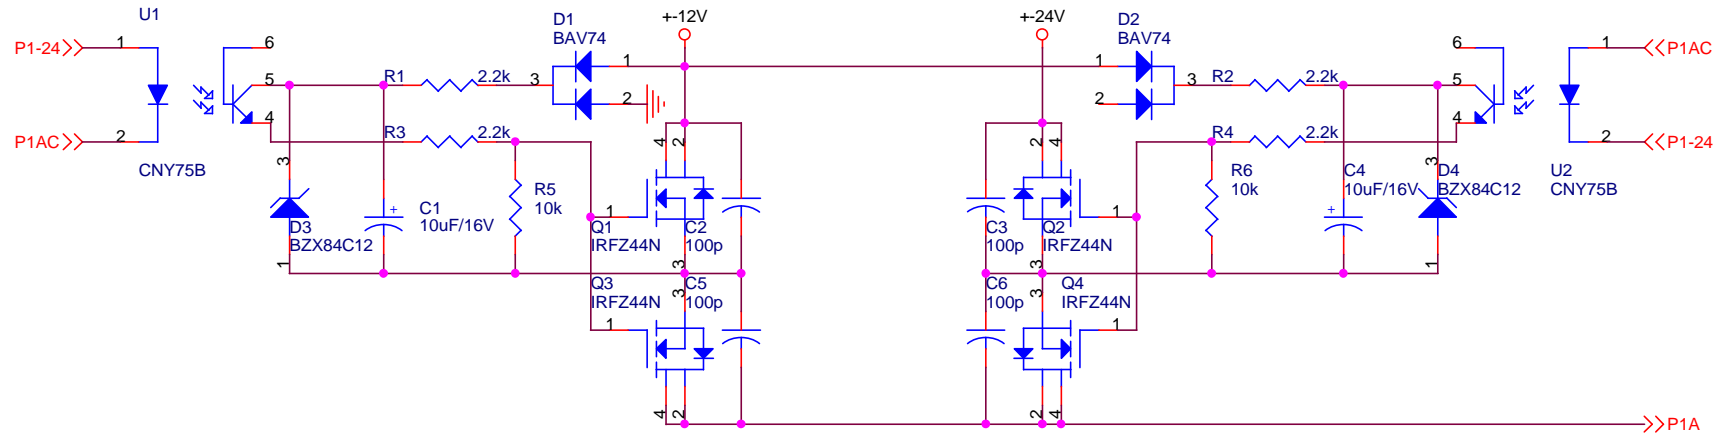 U1
+-12V
+-24V
D1
BAV74
D2
BAV74
P1-24
1
6
1
1
6
1
P1AC
5
R1
2.2k
3
2
2
3
R2
2.2k
5
4
R3
2.2k
R4
2.2k
4
P1AC
2
2
P1-24
CNY75B
3
4
2
2
4
3
U2
CNY75B
R5
10k
R6
10k
C4
10uF/16V
D4
BZX84C12
+
C1
10uF/16V
1
1
+
D3
BZX84C12
Q1
IRFZ44N
C2
100p
C3
100p
Q2
IRFZ44N
1
3
3
1
Q3
IRFZ44N
C5
100p
C6
100p
Q4
IRFZ44N
3
3
1
1
4
2
2
4
P1A